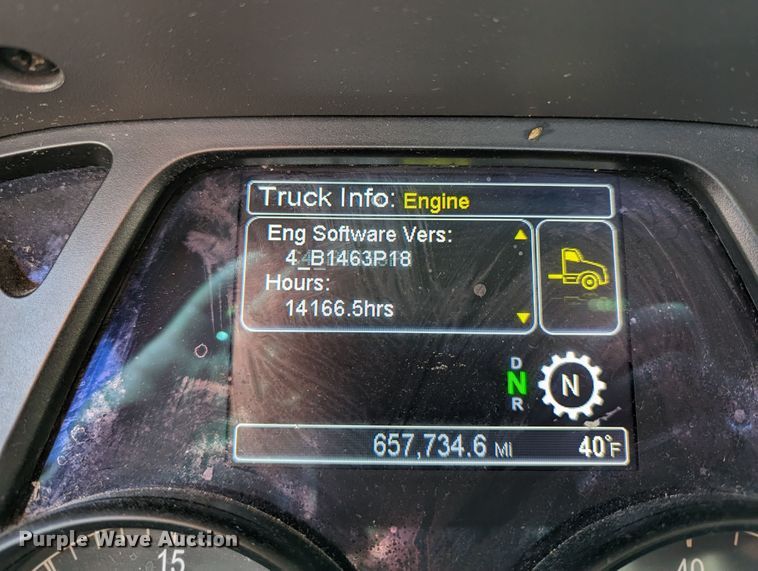 Truck Info: Engine
Eng Software Vers:
4_B1463P18
Hours:
14166.5hrs
D
N
R
N
657,734.6 MI
40°F
Purple Wave Auction
15
40